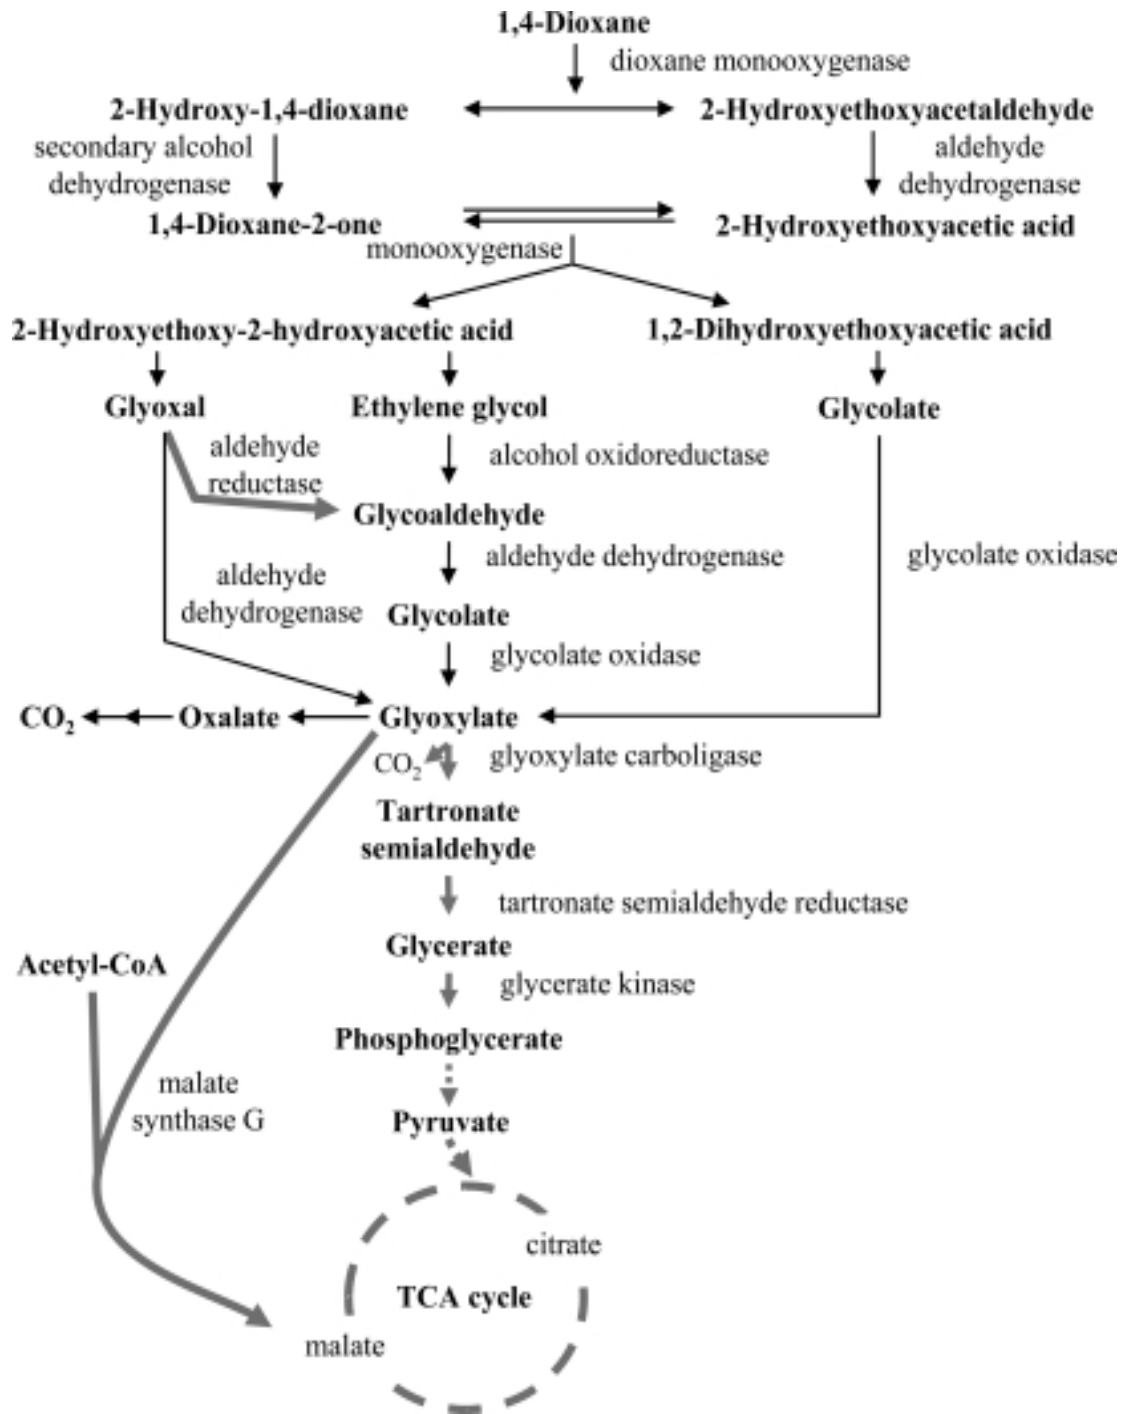 1,4-Dioxane
dioxane monooxygenase
2-Hydroxy-1,4-dioxane
2-Hydroxyethoxyacetaldehyde
secondary alcohol
dehydrogenase
aldehyde
dehydrogenase
1,4-Dioxane-2-one
2-Hydroxyethoxyacetic acid
monooxygenase
2-Hydroxyethoxy-2-hydroxyacetic acid
1,2-Dihydroxyethoxyacetic acid
Glyoxal
Ethylene glycol
Glycolate
aldehyde
reductase
alcohol oxidoreductase
Glycoaldehyde
aldehyde dehydrogenase
glycolate oxidase
aldehyde
dehydrogenase
Glycolate
glycolate oxidase
CO2
Oxalate
Glyoxylate
CO2
glyoxylate carboligase
Tartronate
semialdehyde
tartronate semialdehyde reductase
Glycerate
Acetyl-CoA
glycerate kinase
Phosphoglycerate
malate
synthase G
Pyruvate
citrate
TCA cycle
malate